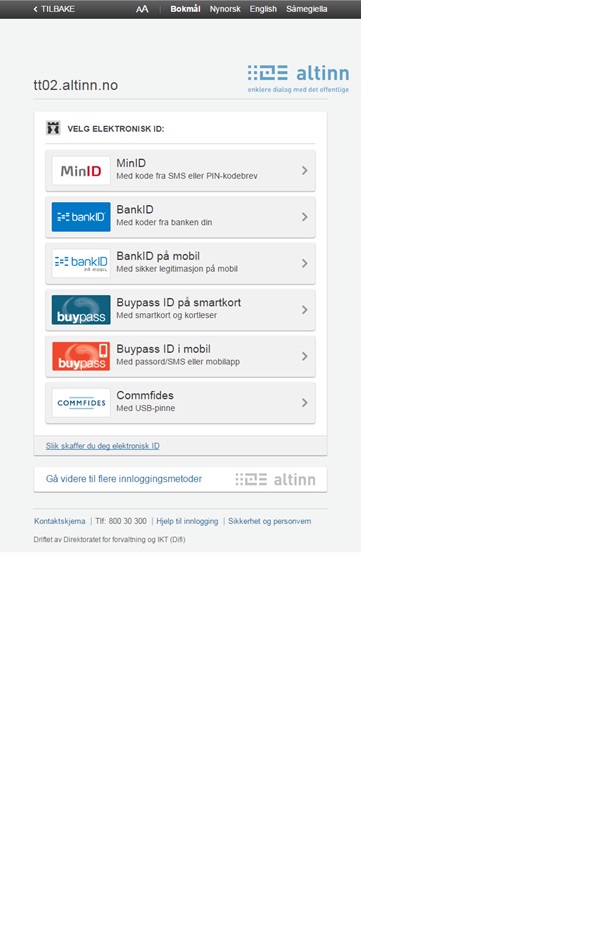 TILBAKE AA | Bokmål Nynorsk English Sámegiella
tt02.altinn.no
altinn
enklere dialog med det offentlige
VELG ELEKTRONISK ID:
MinID
MinID
Med kode fra SMS eller PIN-kodebrev
bankID
BankID
Med koder fra banken din
bankID
PÅ MOBIL
BankID på mobil
Med sikker legitimasjon på mobil
buypass
Buypass ID på smartkort
Med smartkort og kortleser
buypass
Buypass ID i mobil
Med passord/SMS eller mobilapp
COMMFIDES
Commfides
Med USB-pinne
Slik skaffer du deg elektronisk ID
Gå videre til flere innloggingsmetoder altinn
Kontaktskjema | Tlf: 800 30 300 | Hjelp til innlogging | Sikkerhet og personvern
Driftet av Direktoratet for forvaltning og IKT (Difi)